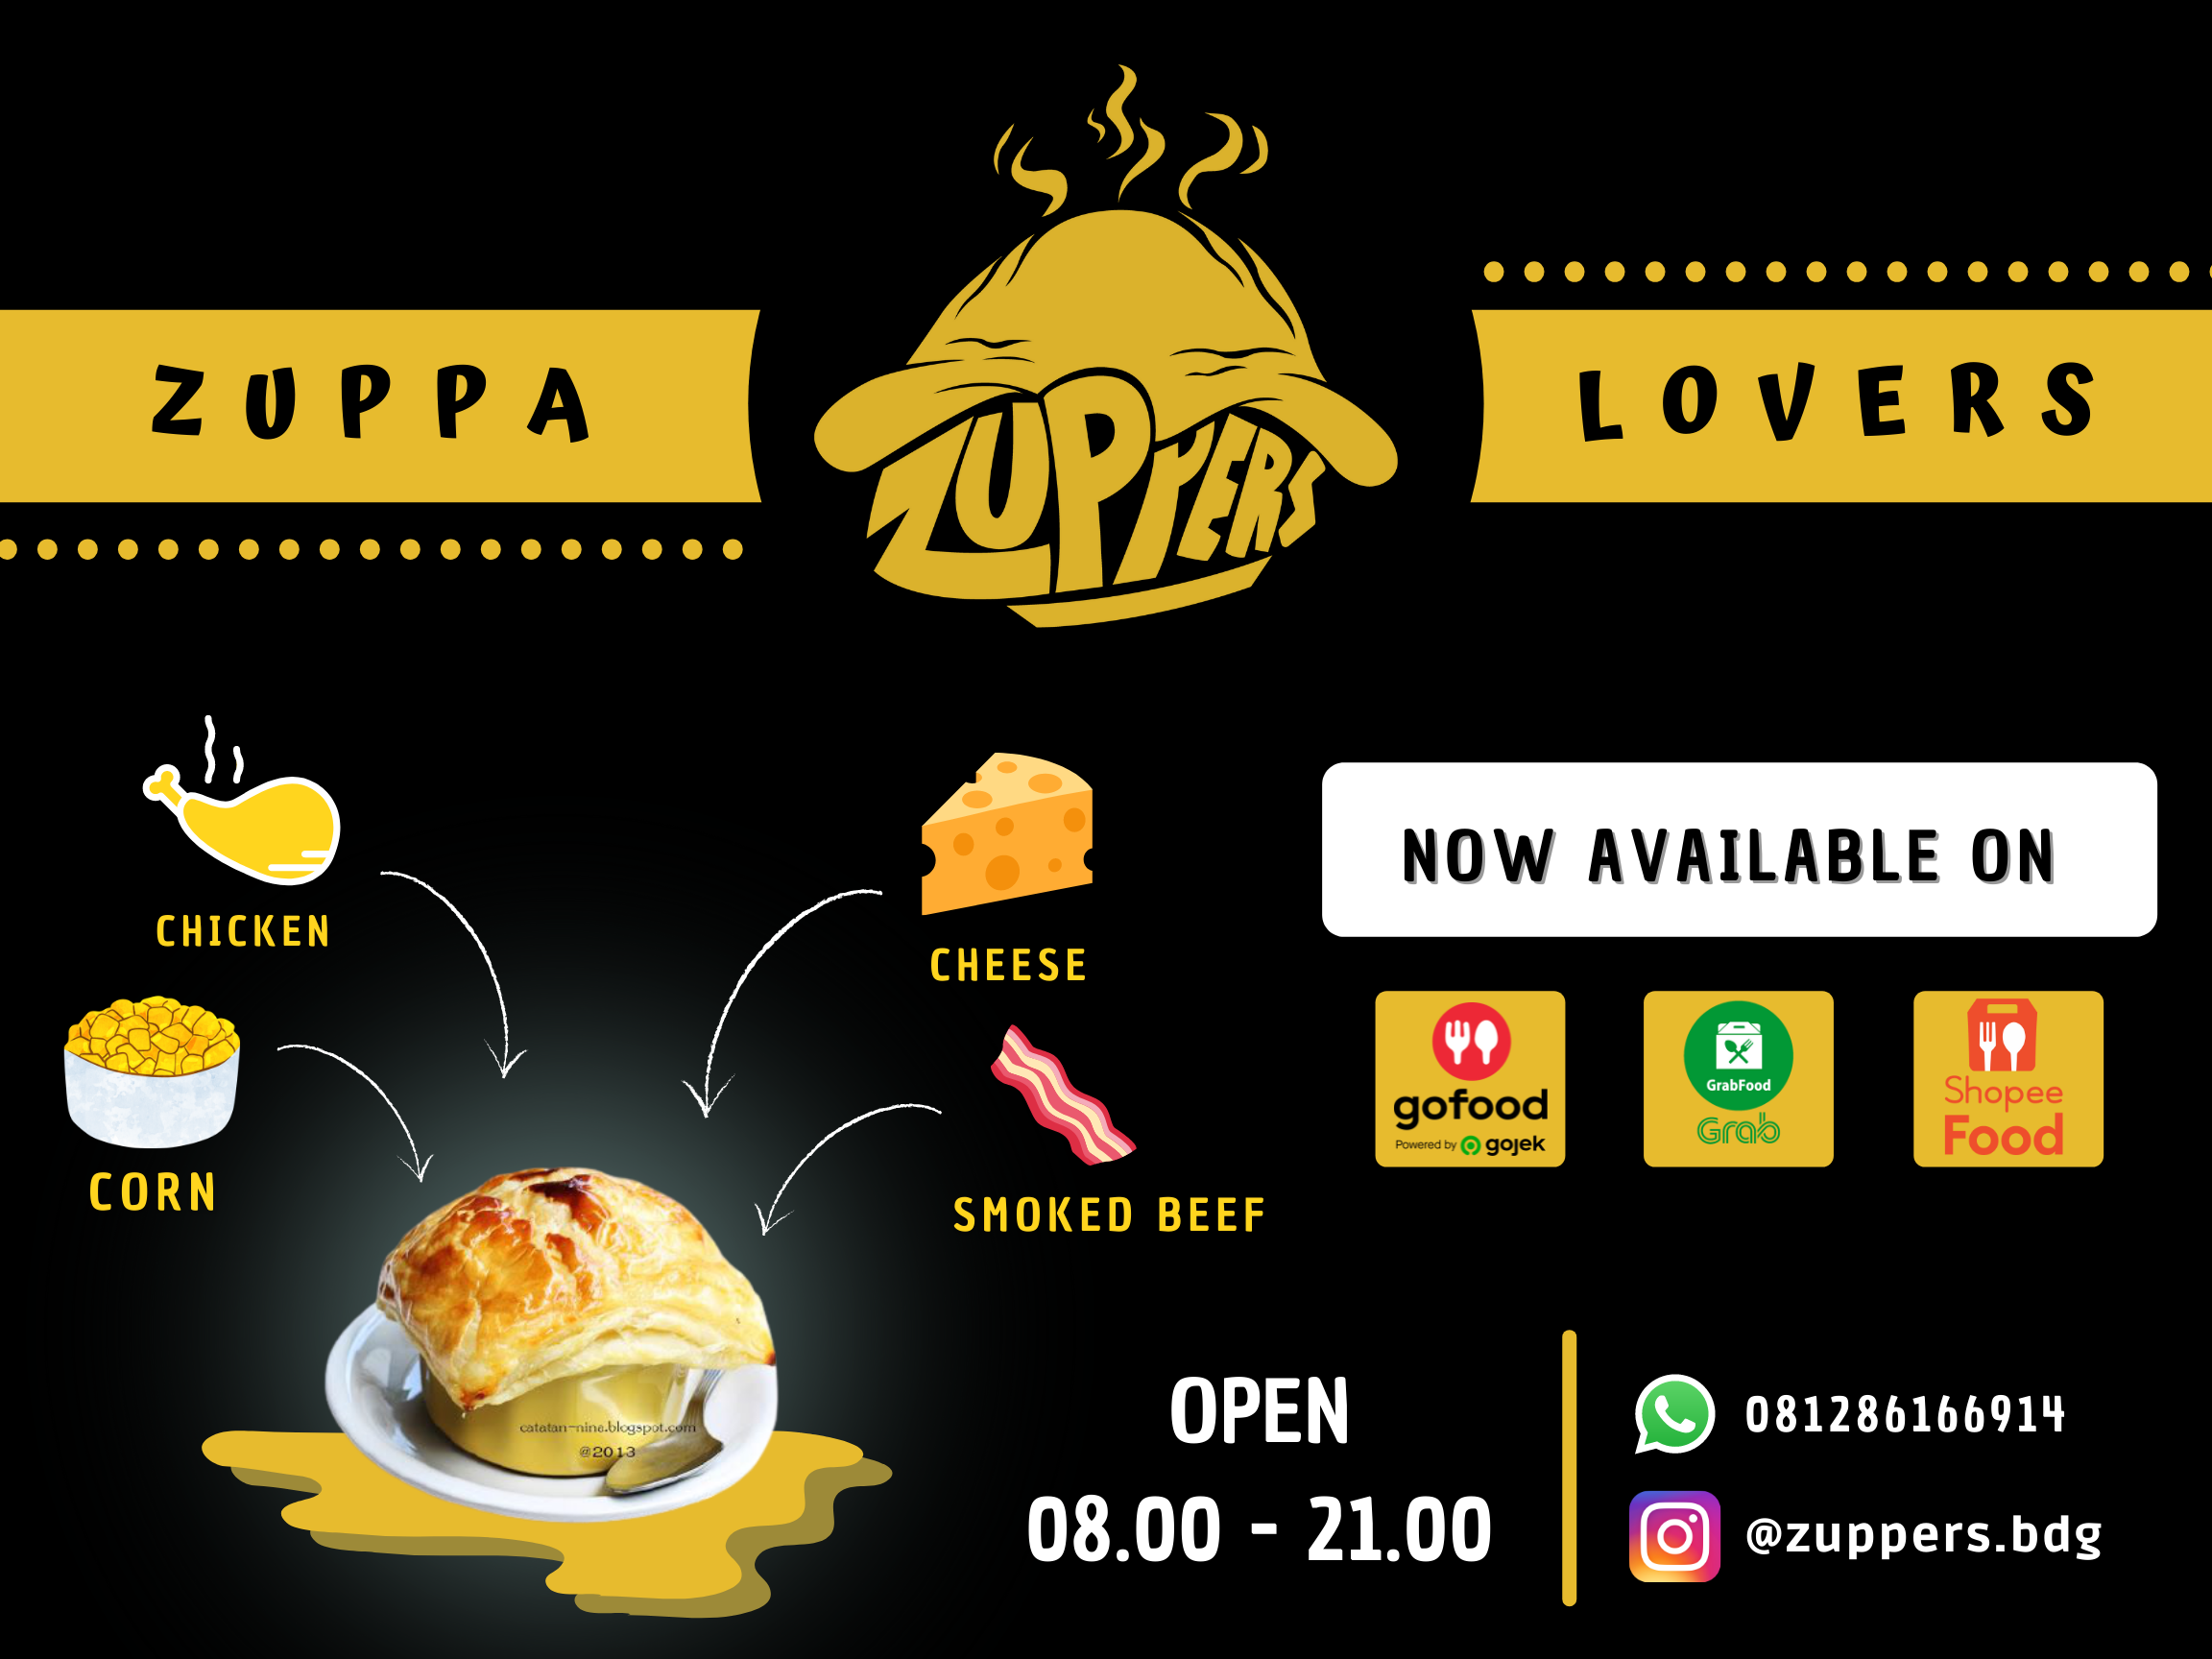 ZUPPA
ZUPPERS
LOVERS
CHICKEN
CHEESE
CORN
SMOKED BEEF
NOW AVAILABLE ON
gofood
Powered by gojek
GrabFood
Grab
Shopee
Food
catatan-nina.blogspot.com
@2013
OPEN
08.00 - 21.00
081286166914
@zuppers.bdg